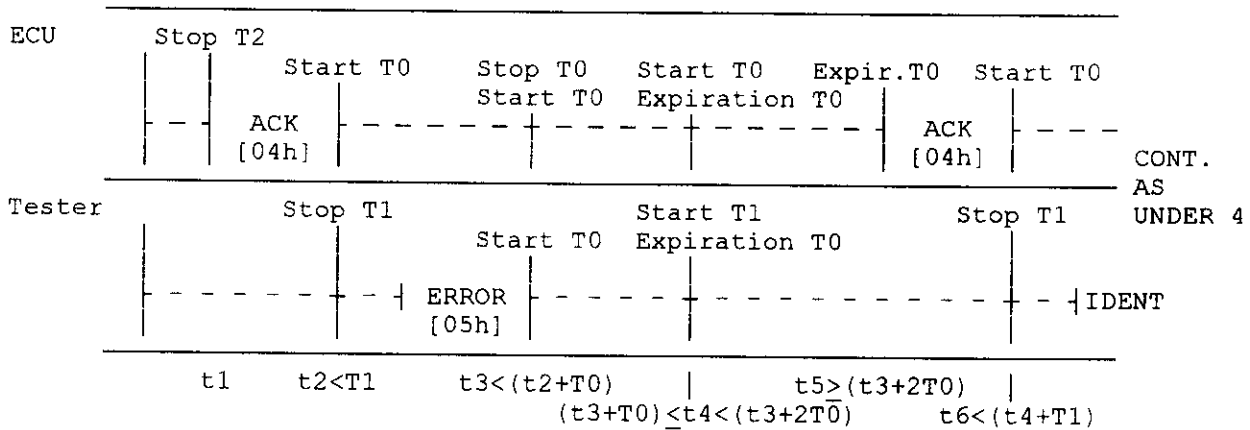 ECU Stop T2
Start T0 Stop T0 Start T0 Expir.T0 Start T0
Start T0 Expiration T0
ACK ACK
[04h] [04h] CONT.
AS
Tester Stop T1 Start T1 Stop T1 UNDER 4
Start T0 Expiration T0
ERROR IDENT
[05h]
t1 t2<T1 t3<(t2+T0) t5≥(t3+2T0)
(t3+T0)≤t4<(t3+2T0) t6<(t4+T1)